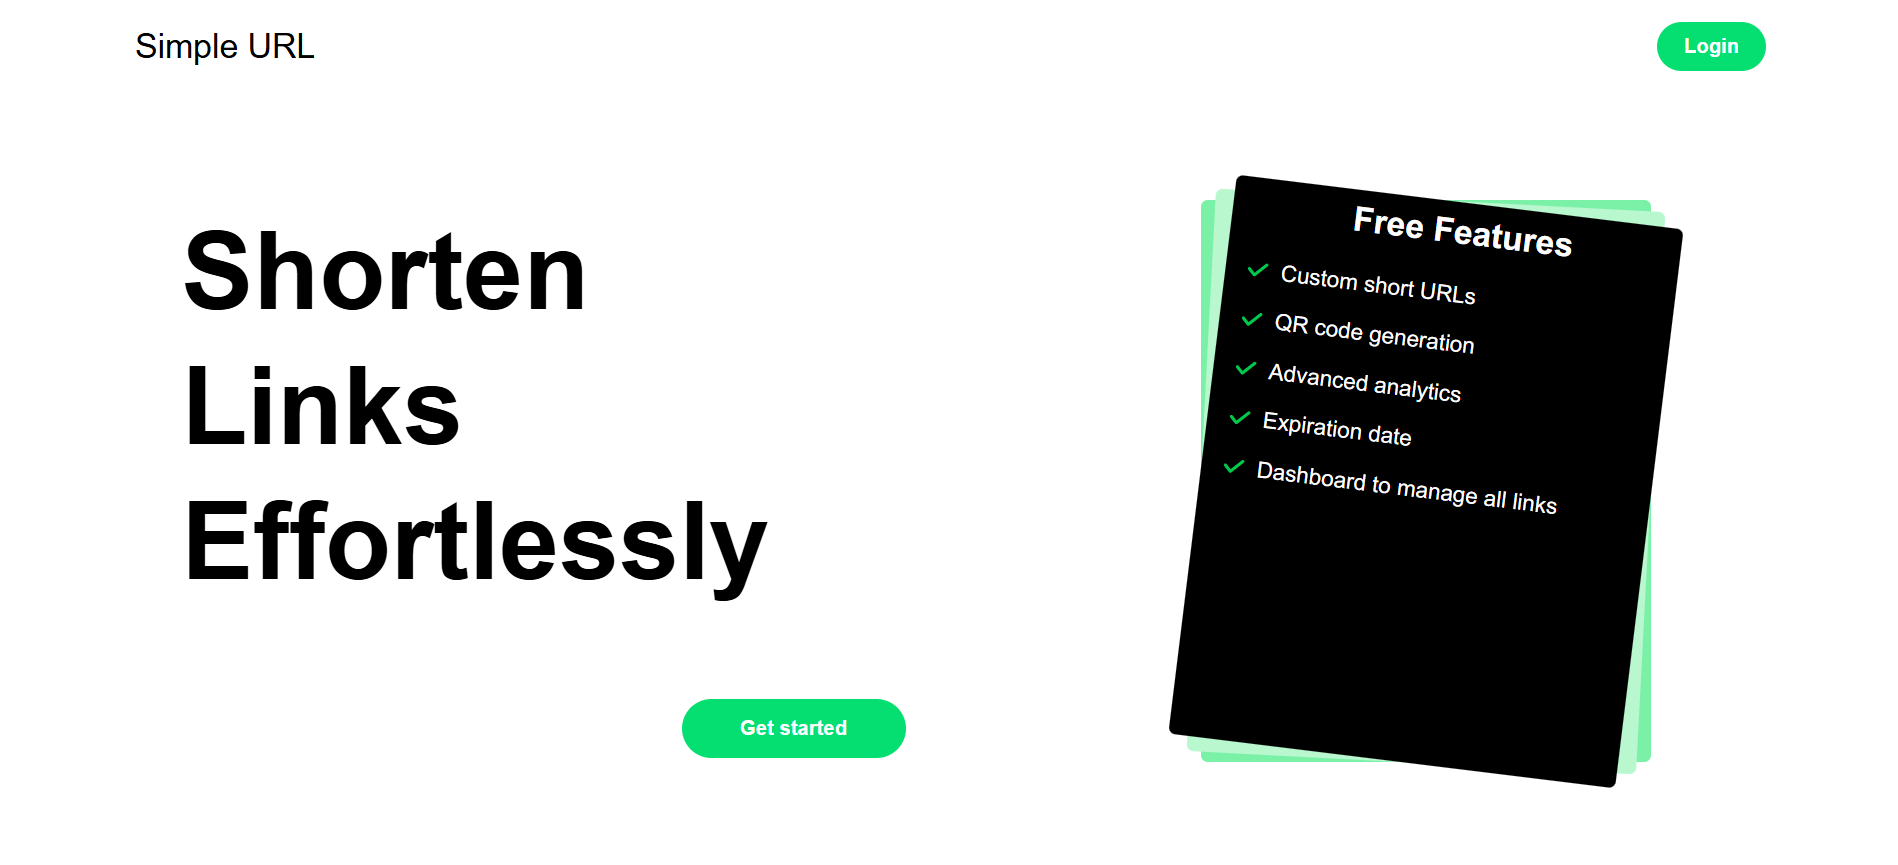 Simple URL
Login
Shorten
Links
Effortlessly
Get started
Free Features
Custom short URLs
QR code generation
Advanced analytics
Expiration date
Dashboard to manage all links